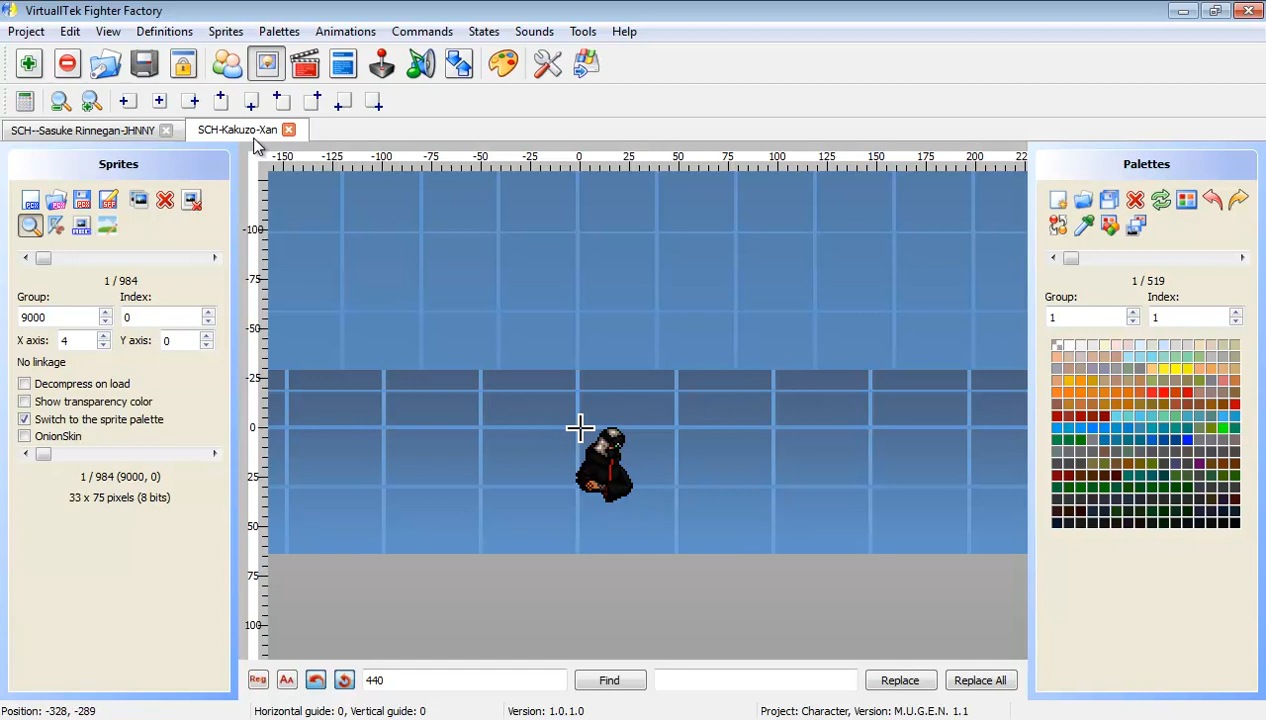 VirtuallTek Fighter Factory
Project Edit View Definitions Sprites Palettes Animations Commands States Sounds Tools Help
SCH--Sasuke Rinnegan-JHNNY SCH-Kakuzo-Xan
Sprites
1 / 984
Group: Index:
9000 0
X axis: 4 Y axis: 0
No linkage
Decompress on load
Show transparency color
Switch to the sprite palette
OnionSkin
1 / 984 (9000, 0)
33 x 75 pixels (8 bits)
-150 -125 -100 -75 -50 -25 0 25 50 75 100 125 150 175 200 22
-100
-75
-50
-25
0
25
50
75
100
Palettes
1 / 519
Group: Index:
1 1
Reg AA 440 Find Replace Replace All
Position: -328, -289 Horizontal guide: 0, Vertical guide: 0 Version: 1.0.1.0 Project: Character, Version: M.U.G.E.N. 1.1